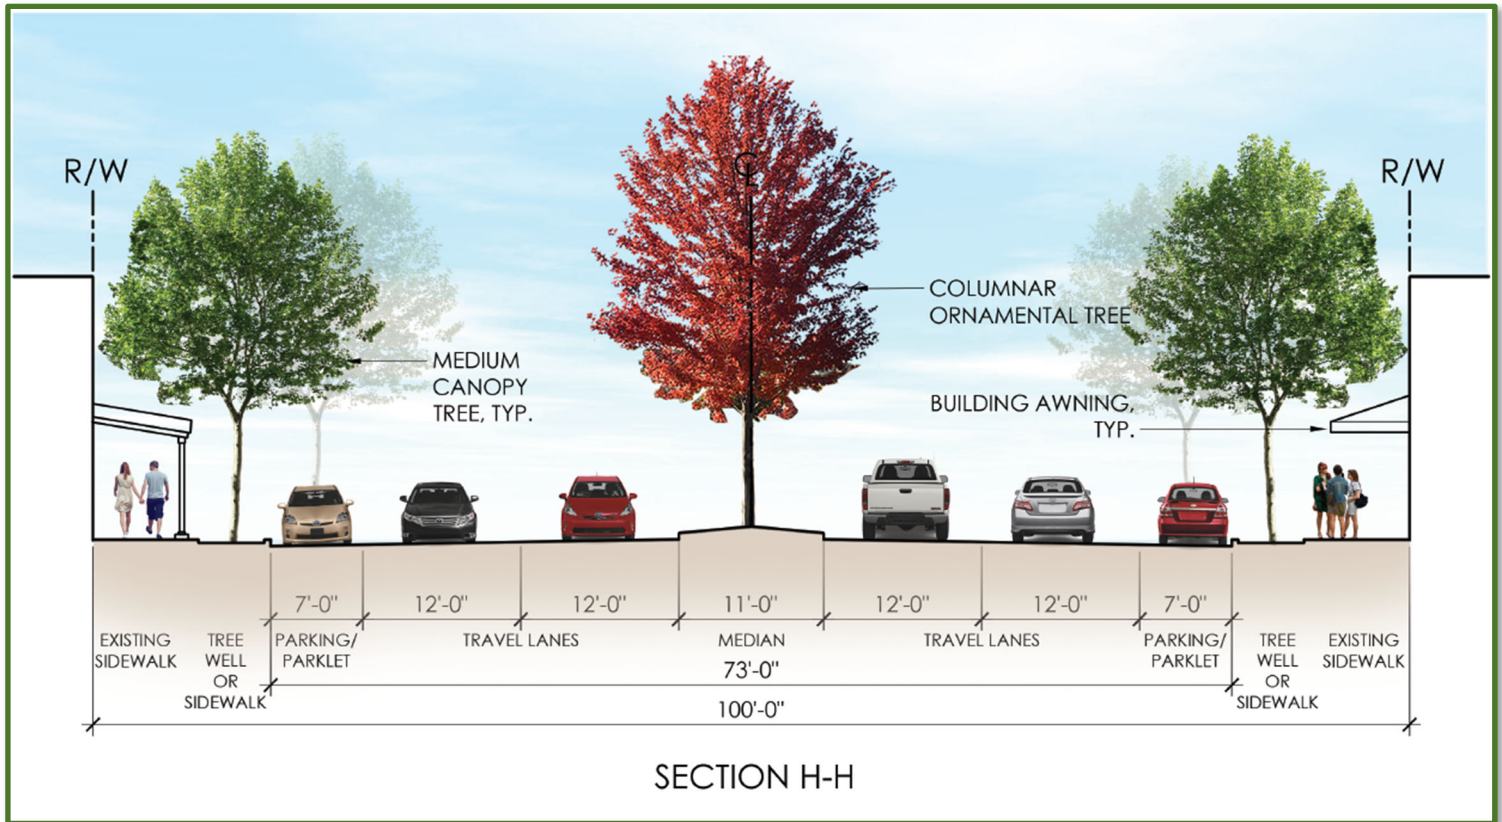 R/W
R/W
℄
COLUMNAR
ORNAMENTAL TREE
MEDIUM
CANOPY
TREE, TYP.
BUILDING AWNING,
TYP.
7'-0" 12'-0" 12'-0" 11'-0" 12'-0" 12'-0" 7'-0"
EXISTING
SIDEWALK
TREE
WELL
OR
SIDEWALK
PARKING/
PARKLET
TRAVEL LANES
MEDIAN
TRAVEL LANES
PARKING/
PARKLET
TREE
WELL
OR
SIDEWALK
EXISTING
SIDEWALK
73'-0"
100'-0"
SECTION H-H